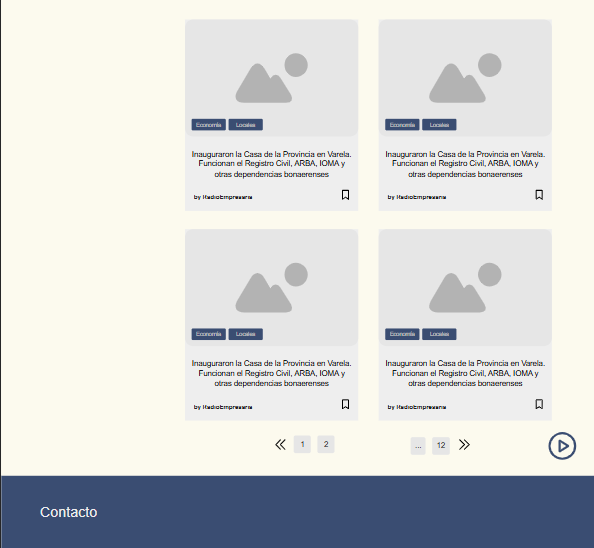 Economía Locales
Economía Locales
Inauguraron la Casa de la Provincia en Varela.
Funcionan el Registro Civil, ARBA, IOMA y
otras dependencias bonaerenses
Inauguraron la Casa de la Provincia en Varela.
Funcionan el Registro Civil, ARBA, IOMA y
otras dependencias bonaerenses
by RadioEmpresaria
by RadioEmpresaria
Economía Locales
Economía Locales
Inauguraron la Casa de la Provincia en Varela.
Funcionan el Registro Civil, ARBA, IOMA y
otras dependencias bonaerenses
Inauguraron la Casa de la Provincia en Varela.
Funcionan el Registro Civil, ARBA, IOMA y
otras dependencias bonaerenses
by RadioEmpresaria
by RadioEmpresaria
1 2 ... 12
Contacto